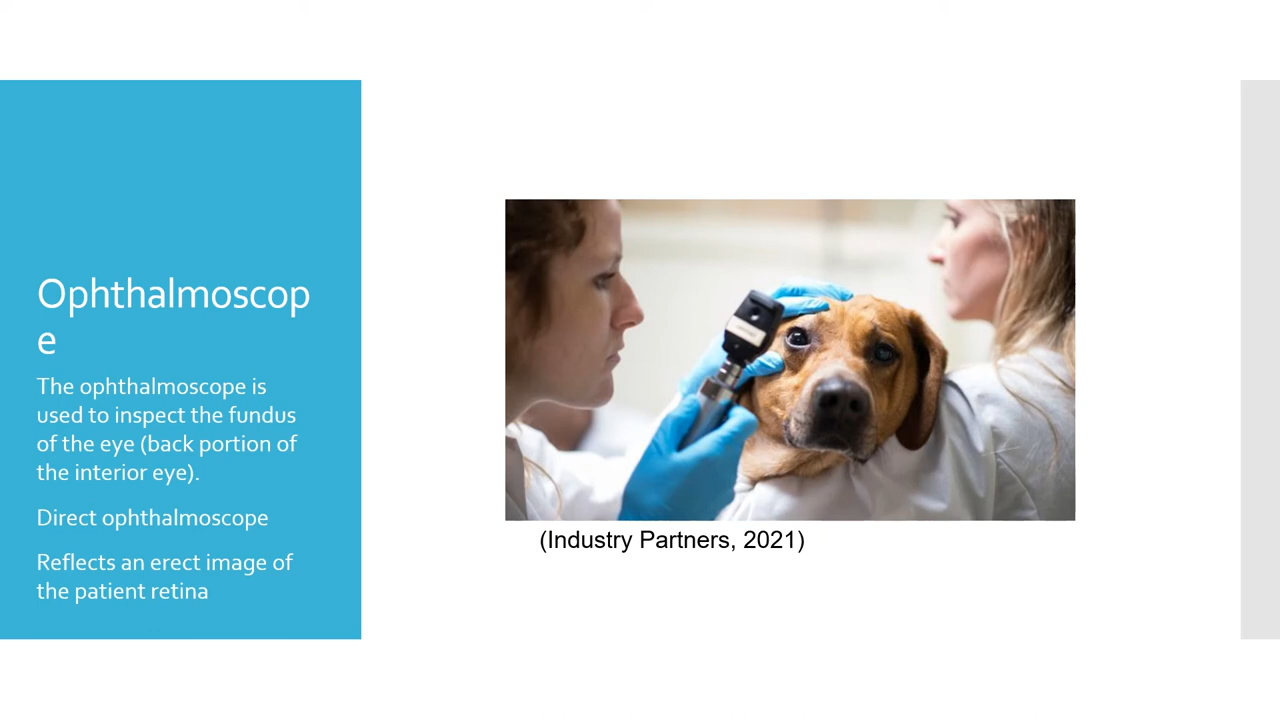 Ophthalmoscop
e
The ophthalmoscope is
used to inspect the fundus
of the eye (back portion of
the interior eye).
Direct ophthalmoscope
Reflects an erect image of
the patient retina
(Industry Partners, 2021)